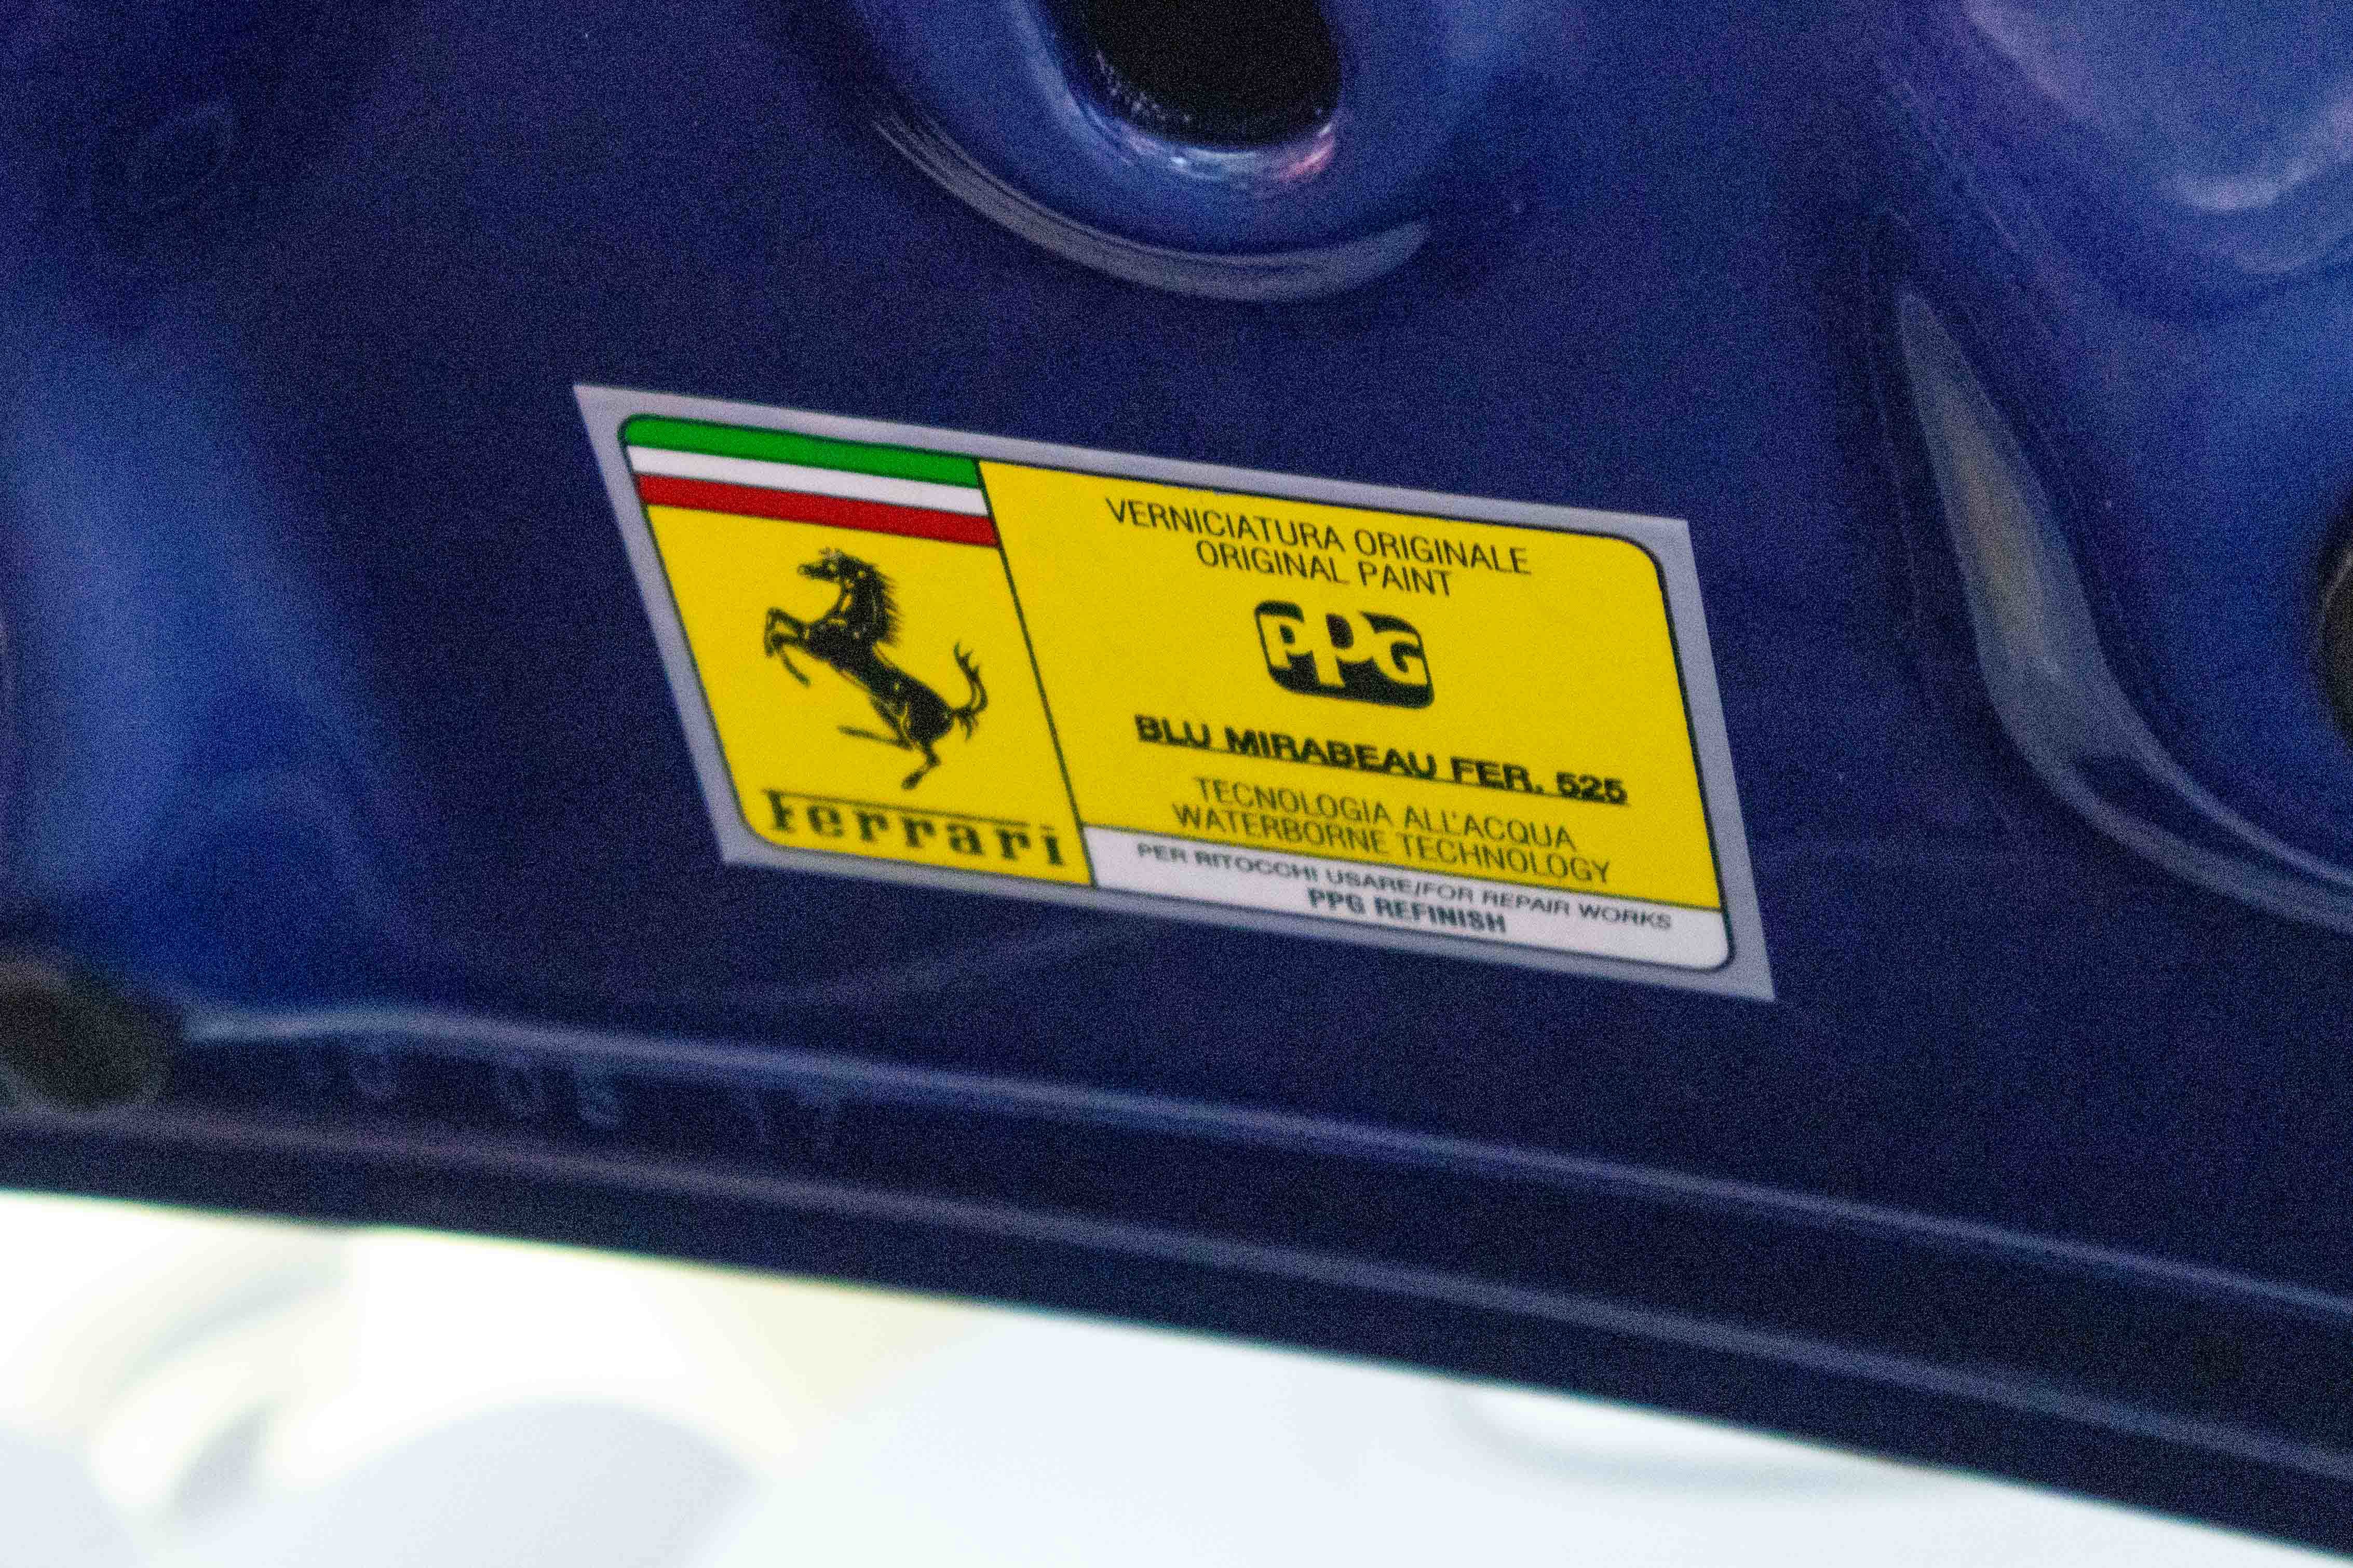 VERNICIATURA ORIGINALE
ORIGINAL PAINT
PPG
BLU MIRABEAU FER. 525
TECNOLOGIA ALL'ACQUA
WATERBORNE TECHNOLOGY
PER RITOCCHI USARE/FOR REPAIR WORKS
PPG REFINISH
Ferrari